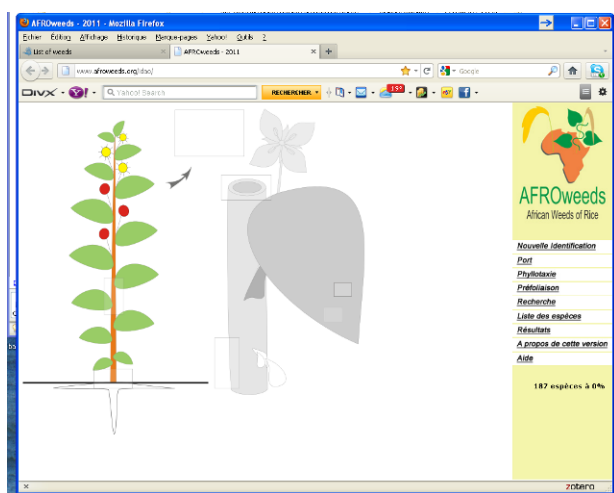 AFROweeds - 2011 - Mozilla Firefox
Fichier Édition Affichage Historique Marque-pages Yahoo! Outils ?
List of weeds × AFROweeds - 2011 × +
www.afroweeds.org/idao/ Google
DIVX Y! Yahoo! Search RECHERCHER
AFROweeds
African Weeds of Rice
Nouvelle identification
Port
Phyllotaxie
Préfoliaison
Recherche
Liste des espèces
Résultats
A propos de cette version
Aide
187 espèces à 0%
× zotero